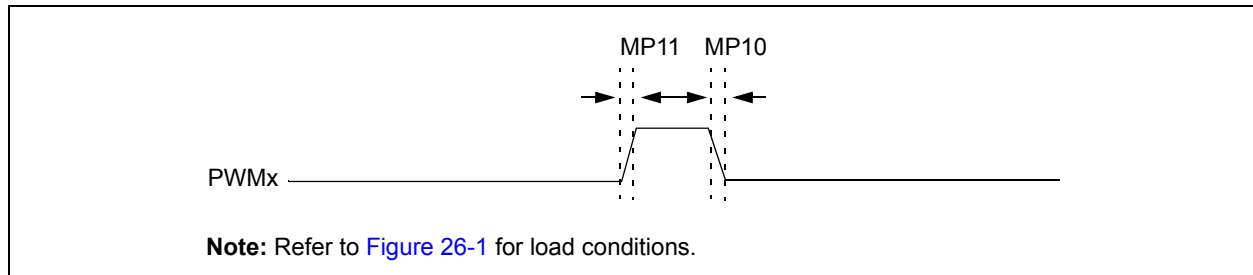 MP11 MP10
PWMx
Note: Refer to Figure 26-1 for load conditions.